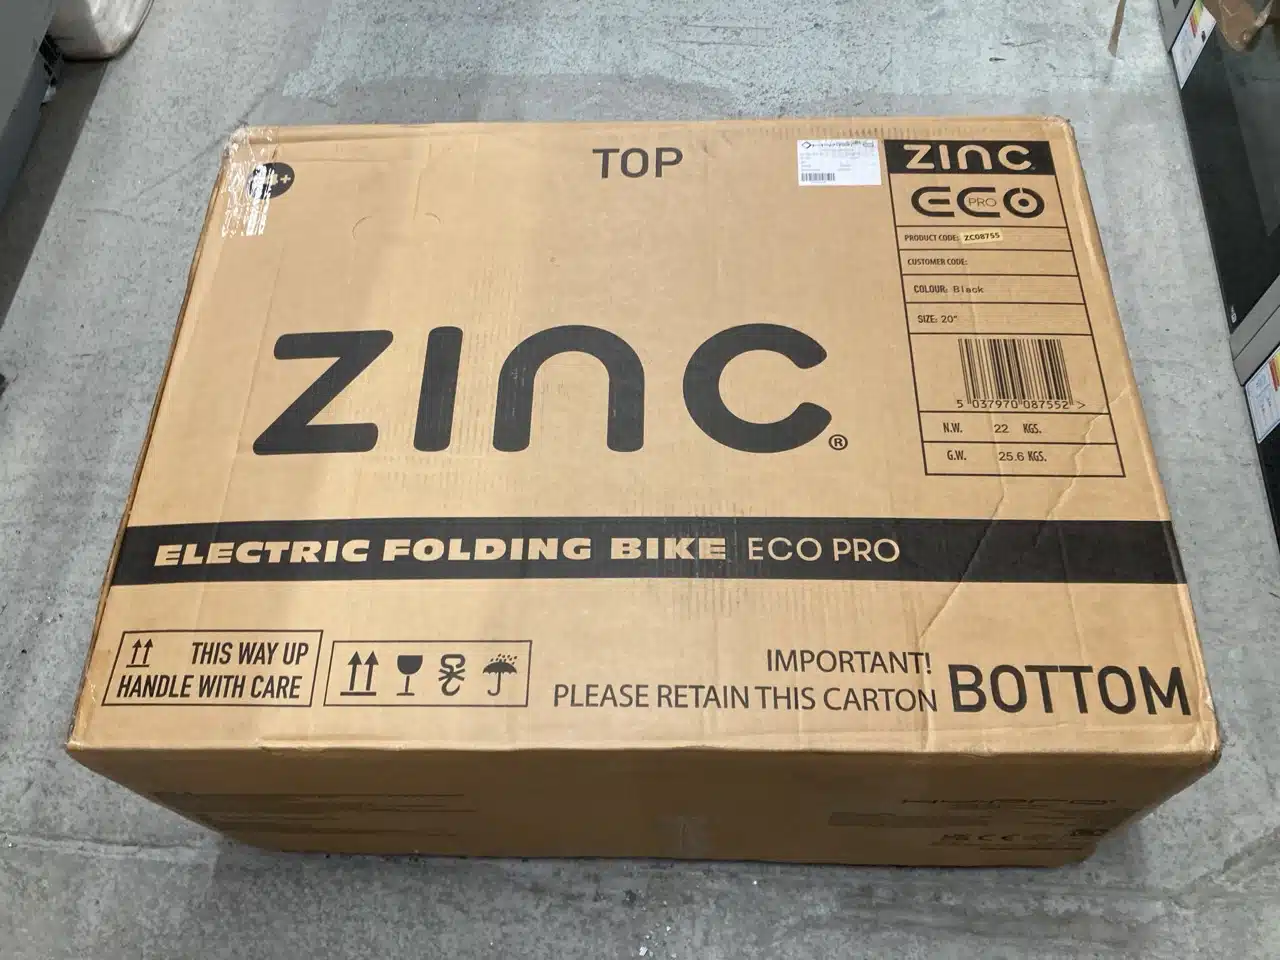 TOP
ZINC
ECO PRO
PRODUCT CODE: ZC08755
CUSTOMER CODE:
COLOUR: Black
SIZE: 20"
5 037970 087552 >
N.W. 22 KGS.
G.W. 25.6 KGS.
ZINC®
ELECTRIC FOLDING BIKE ECO PRO
THIS WAY UP
HANDLE WITH CARE
IMPORTANT!
PLEASE RETAIN THIS CARTON
BOTTOM